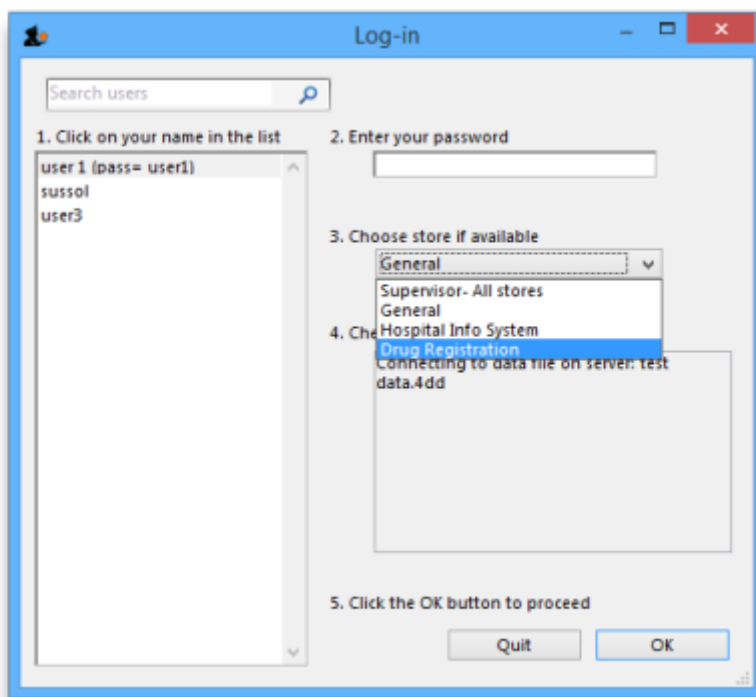 Log-in
Search users
1. Click on your name in the list
user 1 (pass= user1)
sussol
user3
2. Enter your password
3. Choose store if available
General
Supervisor- All stores
General
Hospital Info System
Drug Registration
4. Che
Connecting to data file on server: test
data.4dd
5. Click the OK button to proceed
Quit
OK